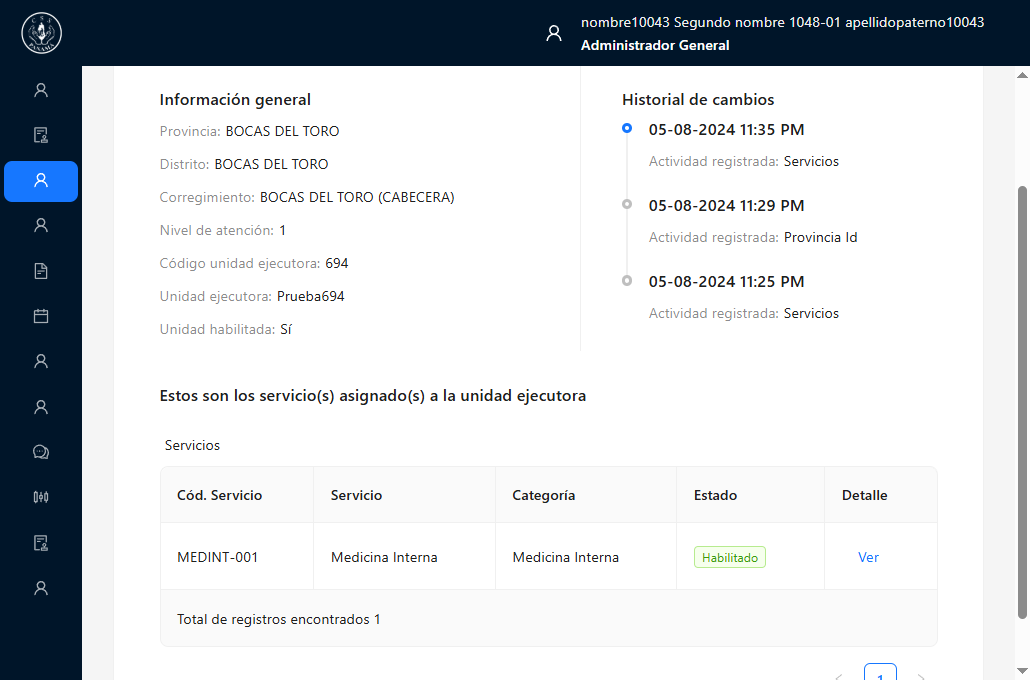 CSS
PANAMÁ
nombre10043 Segundo nombre 1048-01 apellidopaterno10043
Administrador General
Información general
Provincia: BOCAS DEL TORO
Distrito: BOCAS DEL TORO
Corregimiento: BOCAS DEL TORO (CABECERA)
Nivel de atención: 1
Código unidad ejecutora: 694
Unidad ejecutora: Prueba694
Unidad habilitada: Sí
Historial de cambios
05-08-2024 11:35 PM
Actividad registrada: Servicios
05-08-2024 11:29 PM
Actividad registrada: Provincia Id
05-08-2024 11:25 PM
Actividad registrada: Servicios
Estos son los servicio(s) asignado(s) a la unidad ejecutora
Servicios
Cód. Servicio Servicio Categoría Estado Detalle
MEDINT-001 Medicina Interna Medicina Interna Habilitado Ver
Total de registros encontrados 1
1